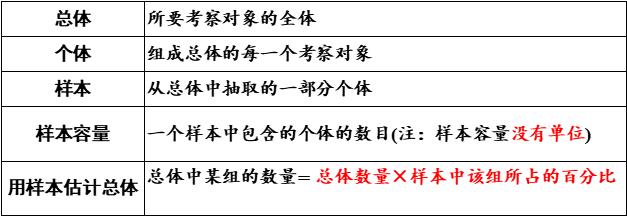 总体 所要考察对象的全体
个体 组成总体的每一个考察对象
样本 从总体中抽取的一部分个体
样本容量 一个样本中包含的个体的数目(注：样本容量没有单位)
用样本估计总体 总体中某组的数量= 总体数量×样本中该组所占的百分比